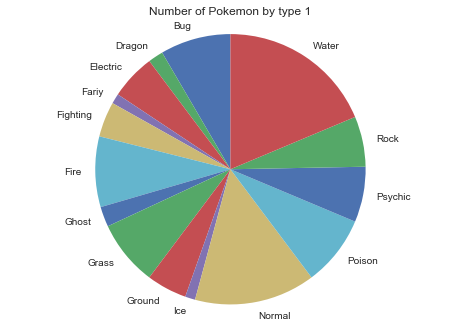 Number of Pokemon by type 1
Bug
Dragon
Electric
Fariy
Fighting
Fire
Ghost
Grass
Ground
Ice
Normal
Poison
Psychic
Rock
Water